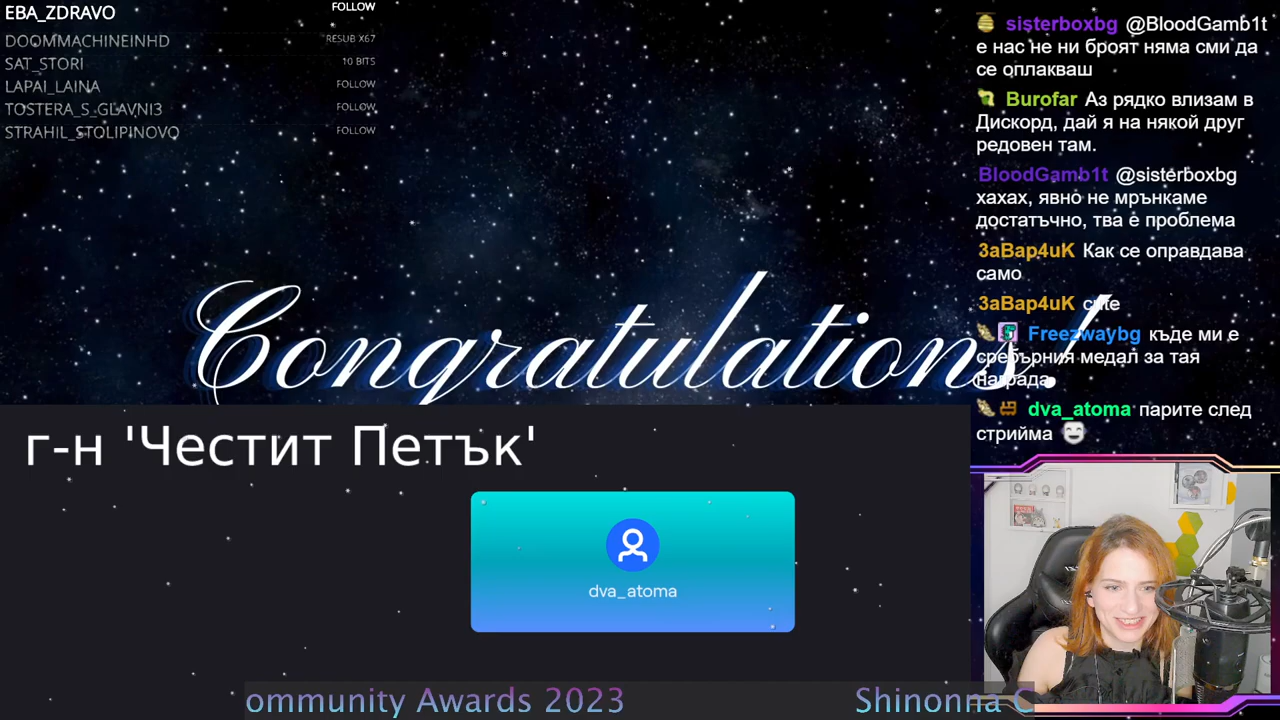 EBA_ZDRAVO FOLLOW
DOOMMACHINEINHD RESUB X67
SAT_STORI 10 BITS
LAPAI_LAINA FOLLOW
TOSTERA_S_GLAVNI3 FOLLOW
STRAHIL_STOLIPINOVO FOLLOW
Congratulations!
г-н 'Честит Петък'
dva_atoma
ommunity Awards 2023 Shinonna C
sisterboxbg @BloodGamb1t
е нас не ни броят няма сми да
се оплакваш
Burofar Аз рядко влизам в
Дискорд, дай я на някой друг
редовен там.
BloodGamb1t @sisterboxbg
хахах, явно не мрънкаме
достатъчно, тва е проблема
3aBap4uK Как се оправдава
само
3aBap4uK cute
Freezwaybg къде ми е
сребърния медал за тая
награда
dva_atoma парите след
стрийма